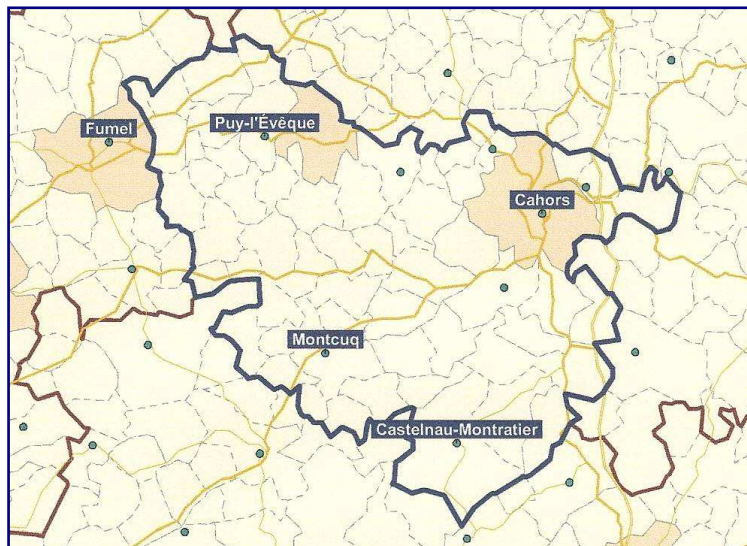 Fumel
Puy-l'Évêque
Cahors
Montcuq
Castelnau-Montratier